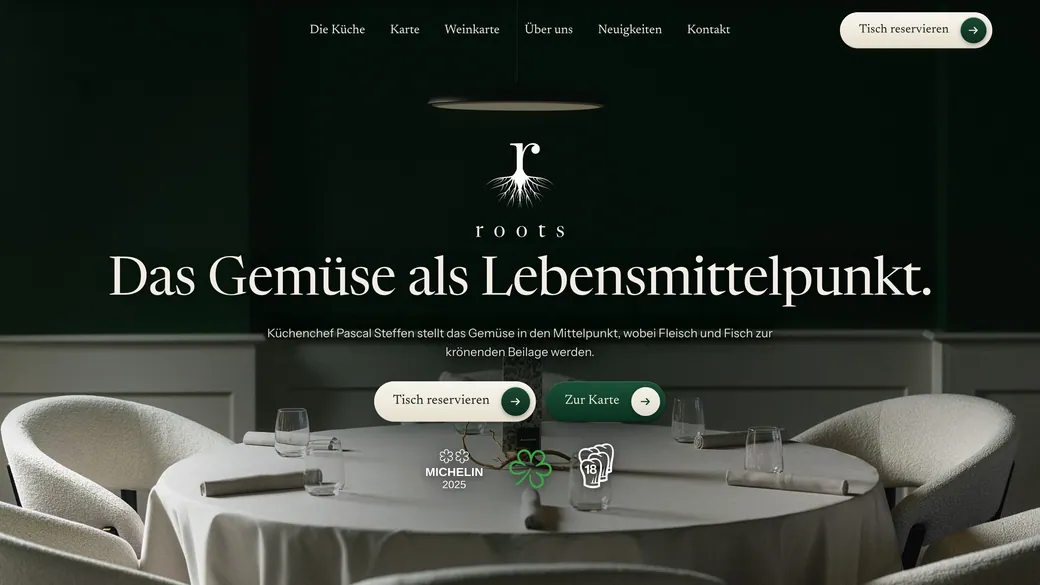 Die Küche
Karte
Weinkarte
Über uns
Neuigkeiten
Kontakt
Tisch reservieren
r
roots
Das Gemüse als Lebensmittelpunkt.
Küchenchef Pascal Steffen stellt das Gemüse in den Mittelpunkt, wobei Fleisch und Fisch zur
krönenden Beilage werden.
Tisch reservieren
Zur Karte
MICHELIN
2025
18